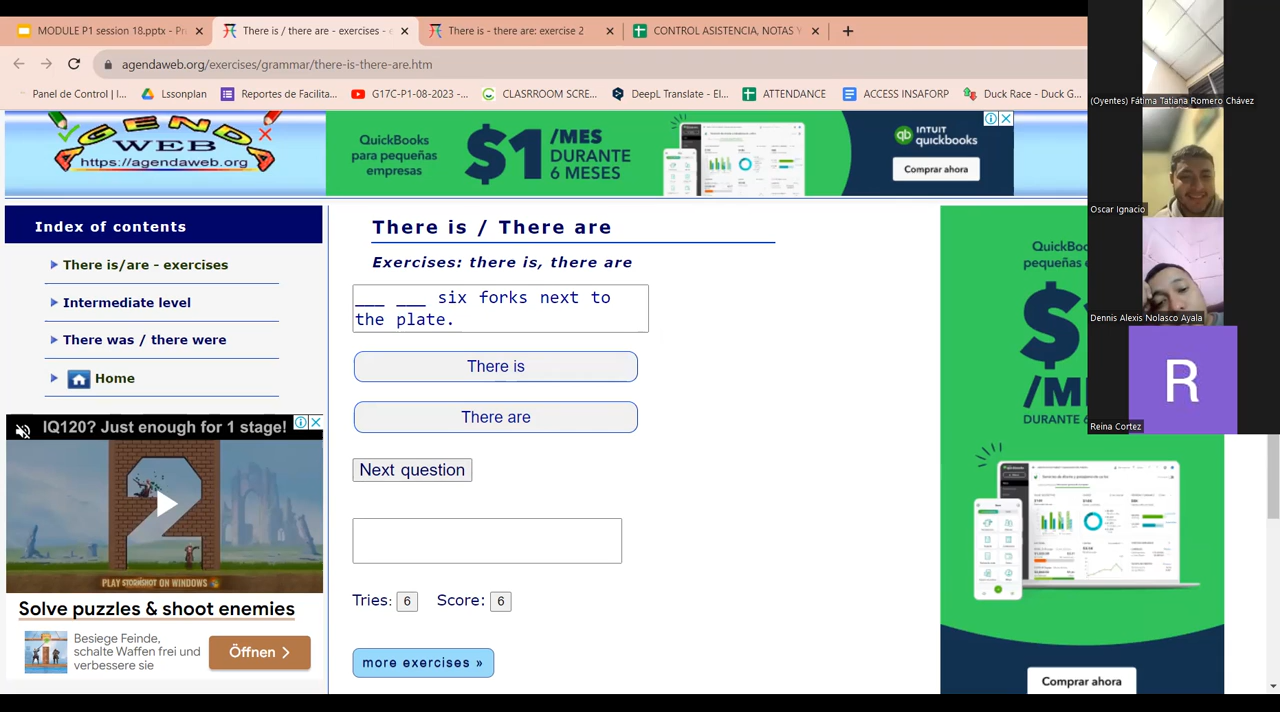 MODULE P1 session 18.pptx - Pr
There is / there are - exercises - e
There is - there are: exercise 2
CONTROL ASISTENCIA, NOTAS Y
agendaweb.org/exercises/grammar/there-is-there-are.htm
Panel de Control | I...
Lssonplan
Reportes de Facilita...
G17C-P1-08-2023 -...
CLASRROOM SCRE...
DeepL Translate - El...
ATTENDANCE
ACCESS INSAFORP
Duck Race - Duck G...
(Oyentes) Fátima Tatiana Romero Chávez
Oscar Ignacio
Dennis Alexis Nolasco Ayala
R
Reina Cortez
AGENDA
WEB
https://agendaweb.org
QuickBooks
para pequeñas
empresas
$1
/MES
DURANTE
6 MESES
INTUIT
quickbooks
Comprar ahora
Index of contents
There is/are - exercises
Intermediate level
There was / there were
Home
IQ120? Just enough for 1 stage!
2
PLAY STORMSHOT ON WINDOWS
Solve puzzles & shoot enemies
Besiege Feinde,
schalte Waffen frei und
verbessere sie
Öffnen
There is / There are
Exercises: there is, there are
___ ___ six forks next to
the plate.
There is
There are
Next question
Tries: 6 Score: 6
more exercises »
QuickBook
pequeñas e
$
/M
DURANTE 6
Comprar ahora